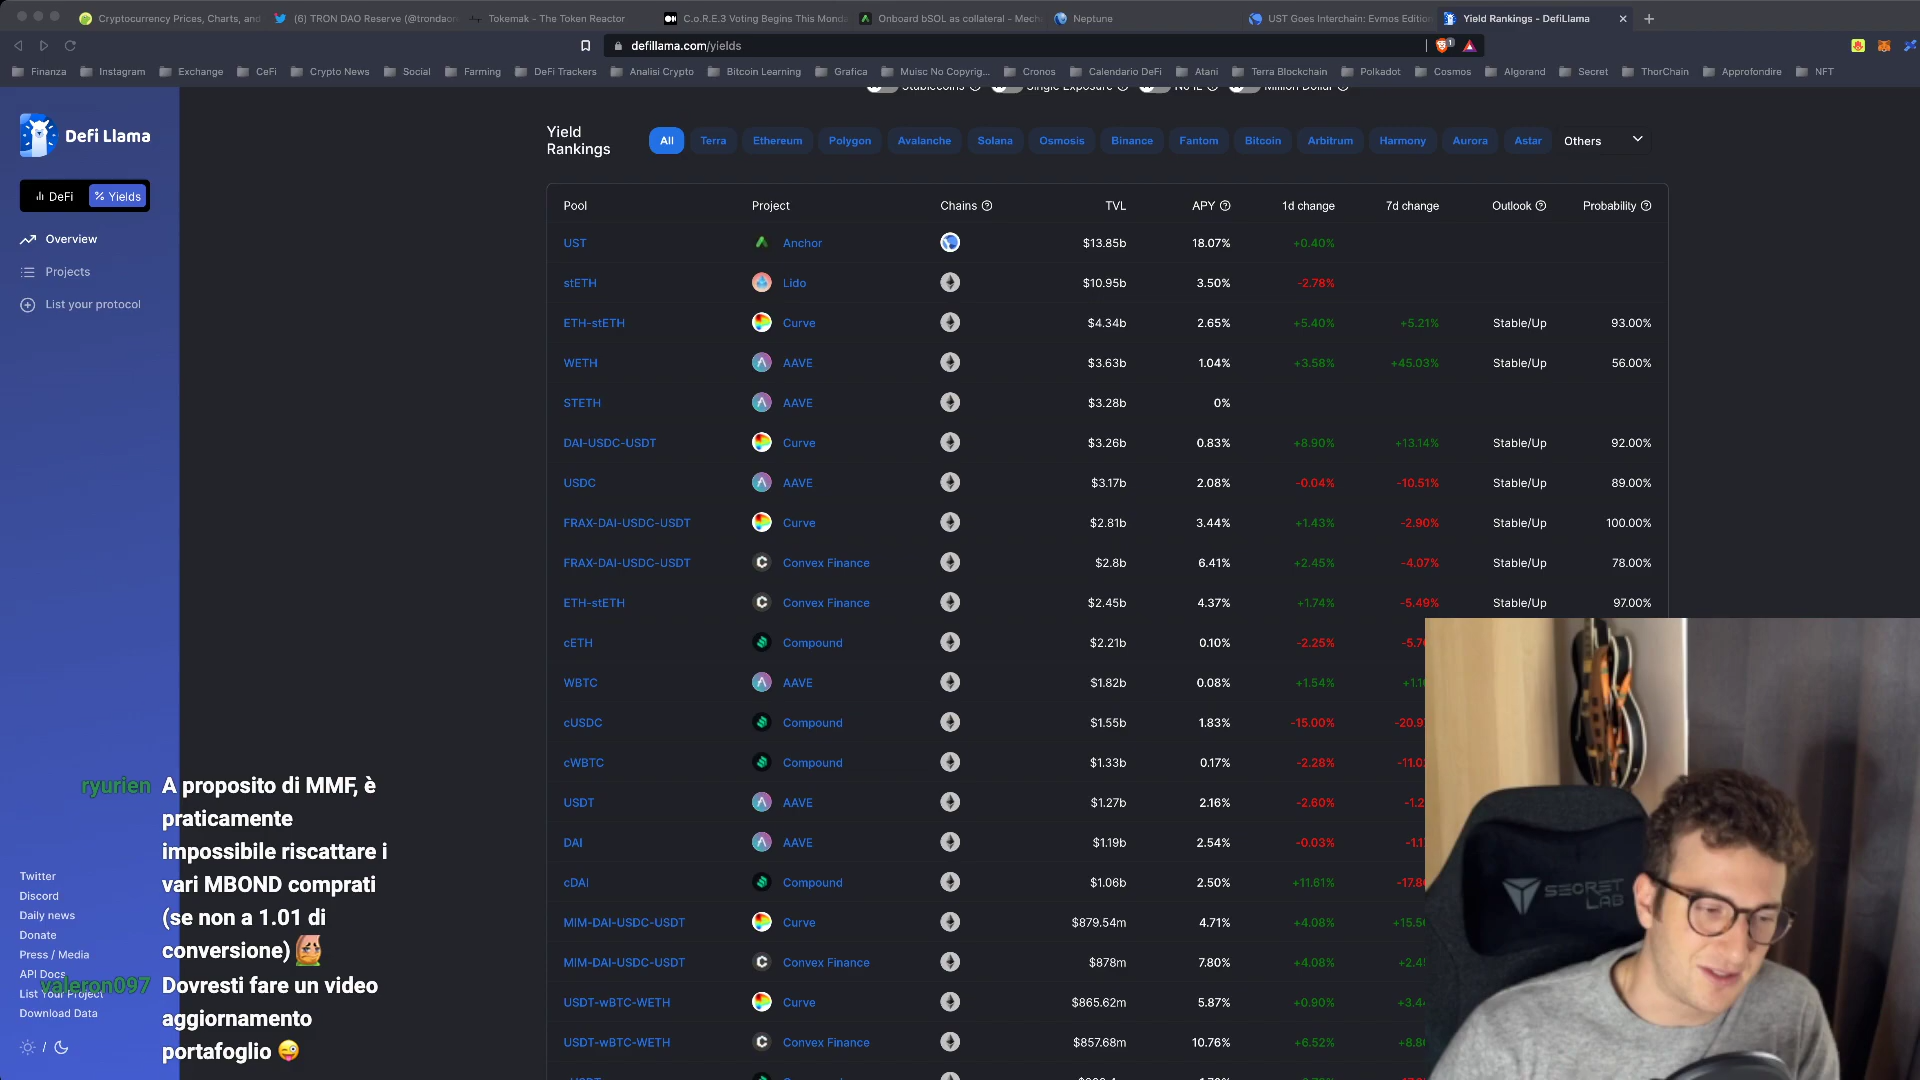 Cryptocurrency Prices, Charts, and
(6) TRON DAO Reserve (@trondao
Tokemak - The Token Reactor
C.o.R.E.3 Voting Begins This Monda
Onboard bSOL as collateral - Mech
Neptune
UST Goes Interchain: Evmos Edition
Yield Rankings - DefiLlama
defillama.com/yields
Finanza
Instagram
Exchange
CeFi
Crypto News
Social
Farming
DeFi Trackers
Analisi Crypto
Bitcoin Learning
Grafica
Muisc No Copyrig...
Cronos
Calendario DeFi
Atani
Terra Blockchain
Polkadot
Cosmos
Algorand
Secret
ThorChain
Approfondire
NFT
Stablecoins
Single Exposure
No IL
Million Dollar
Defi Llama
DeFi
Yields
Overview
Projects
List your protocol
Yield Rankings
All
Terra
Ethereum
Polygon
Avalanche
Solana
Osmosis
Binance
Fantom
Bitcoin
Arbitrum
Harmony
Aurora
Astar
Others
Pool Project Chains TVL APY 1d change 7d change Outlook Probability
UST Anchor $13.85b 18.07% +0.40%
stETH Lido $10.95b 3.50% -2.78%
ETH-stETH Curve $4.34b 2.65% +5.40% +5.21% Stable/Up 93.00%
WETH AAVE $3.63b 1.04% +3.58% +45.03% Stable/Up 56.00%
STETH AAVE $3.28b 0%
DAI-USDC-USDT Curve $3.26b 0.83% +8.90% +13.14% Stable/Up 92.00%
USDC AAVE $3.17b 2.08% -0.04% -10.51% Stable/Up 89.00%
FRAX-DAI-USDC-USDT Curve $2.81b 3.44% +1.43% -2.90% Stable/Up 100.00%
FRAX-DAI-USDC-USDT Convex Finance $2.8b 6.41% +2.45% -4.07% Stable/Up 78.00%
ETH-stETH Convex Finance $2.45b 4.37% +1.74% -5.49% Stable/Up 97.00%
cETH Compound $2.21b 0.10% -2.25%
WBTC AAVE $1.82b 0.08% +1.54%
cUSDC Compound $1.55b 1.83% -15.00%
cWBTC Compound $1.33b 0.17% -2.28%
USDT AAVE $1.27b 2.16% -2.60%
DAI AAVE $1.19b 2.54% -0.03%
cDAI Compound $1.06b 2.50% +11.61%
MIM-DAI-USDC-USDT Curve $879.54m 4.71% +4.08%
MIM-DAI-USDC-USDT Convex Finance $878m 7.80% +4.08%
USDT-wBTC-WETH Curve $865.62m 5.87% +0.90%
USDT-wBTC-WETH Convex Finance $857.68m 10.76% +6.52%
ryurien A proposito di MMF, è
praticamente
impossibile riscattare i
vari MBOND comprati
(se non a 1.01 di
conversione)
valeron097 Dovresti fare un video
aggiornamento
portafoglio
Twitter
Discord
Daily news
Donate
Press / Media
API Docs
List Your Project
Download Data
SECRET
LAB